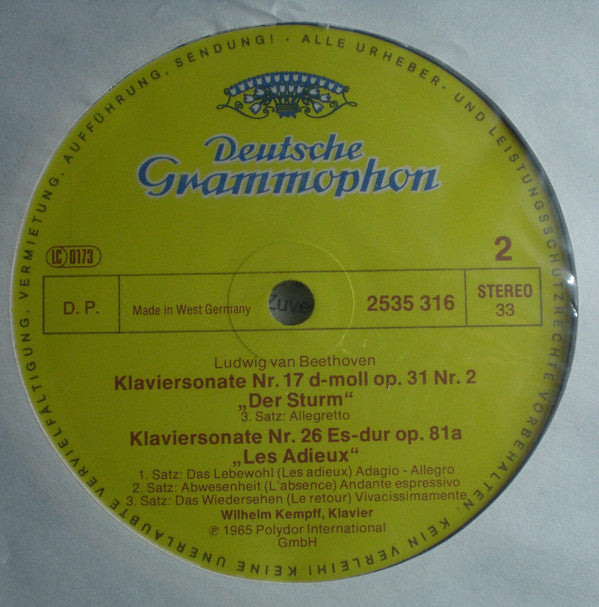 ALLE URHEBER- UND LEISTUNGSSCHUTZRECHTE VORBEHALTEN. KEIN VERLEIH! KEINE UNERLAUBTE VERVIELFÄLTIGUNG, VERMIETUNG, AUFFÜHRUNG, SENDUNG!
Deutsche
Grammophon
LC 0173
2
D. P.
Made in West Germany
Zuve
2535 316
STEREO
33
Ludwig van Beethoven
Klaviersonate Nr. 17 d-moll op. 31 Nr. 2
„Der Sturm“
3. Satz: Allegretto
Klaviersonate Nr. 26 Es-dur op. 81a
„Les Adieux“
1. Satz: Das Lebewohl (Les adieux) Adagio - Allegro
2. Satz: Abwesenheit (L'absence) Andante espressivo
3. Satz: Das Wiedersehen (Le retour) Vivacissimamente
Wilhelm Kempff, Klavier
℗ 1965 Polydor International
GmbH